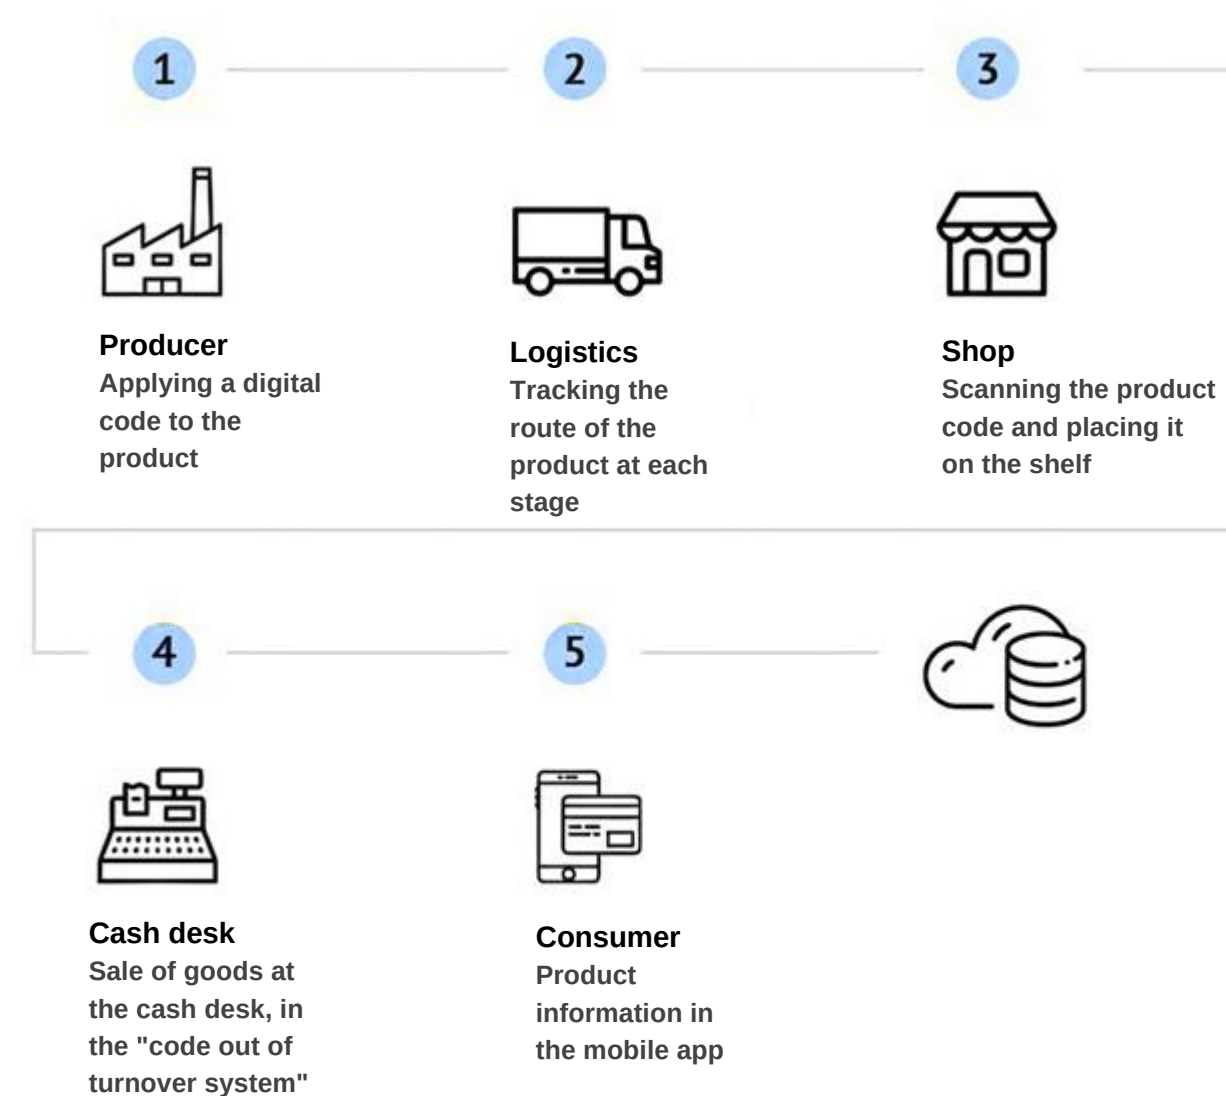 1
2
3
Producer
Applying a digital
code to the
product
Logistics
Tracking the
route of the
product at each
stage
Shop
Scanning the product
code and placing it
on the shelf
4
5
Cash desk
Sale of goods at
the cash desk, in
the "code out of
turnover system"
Consumer
Product
information in
the mobile app